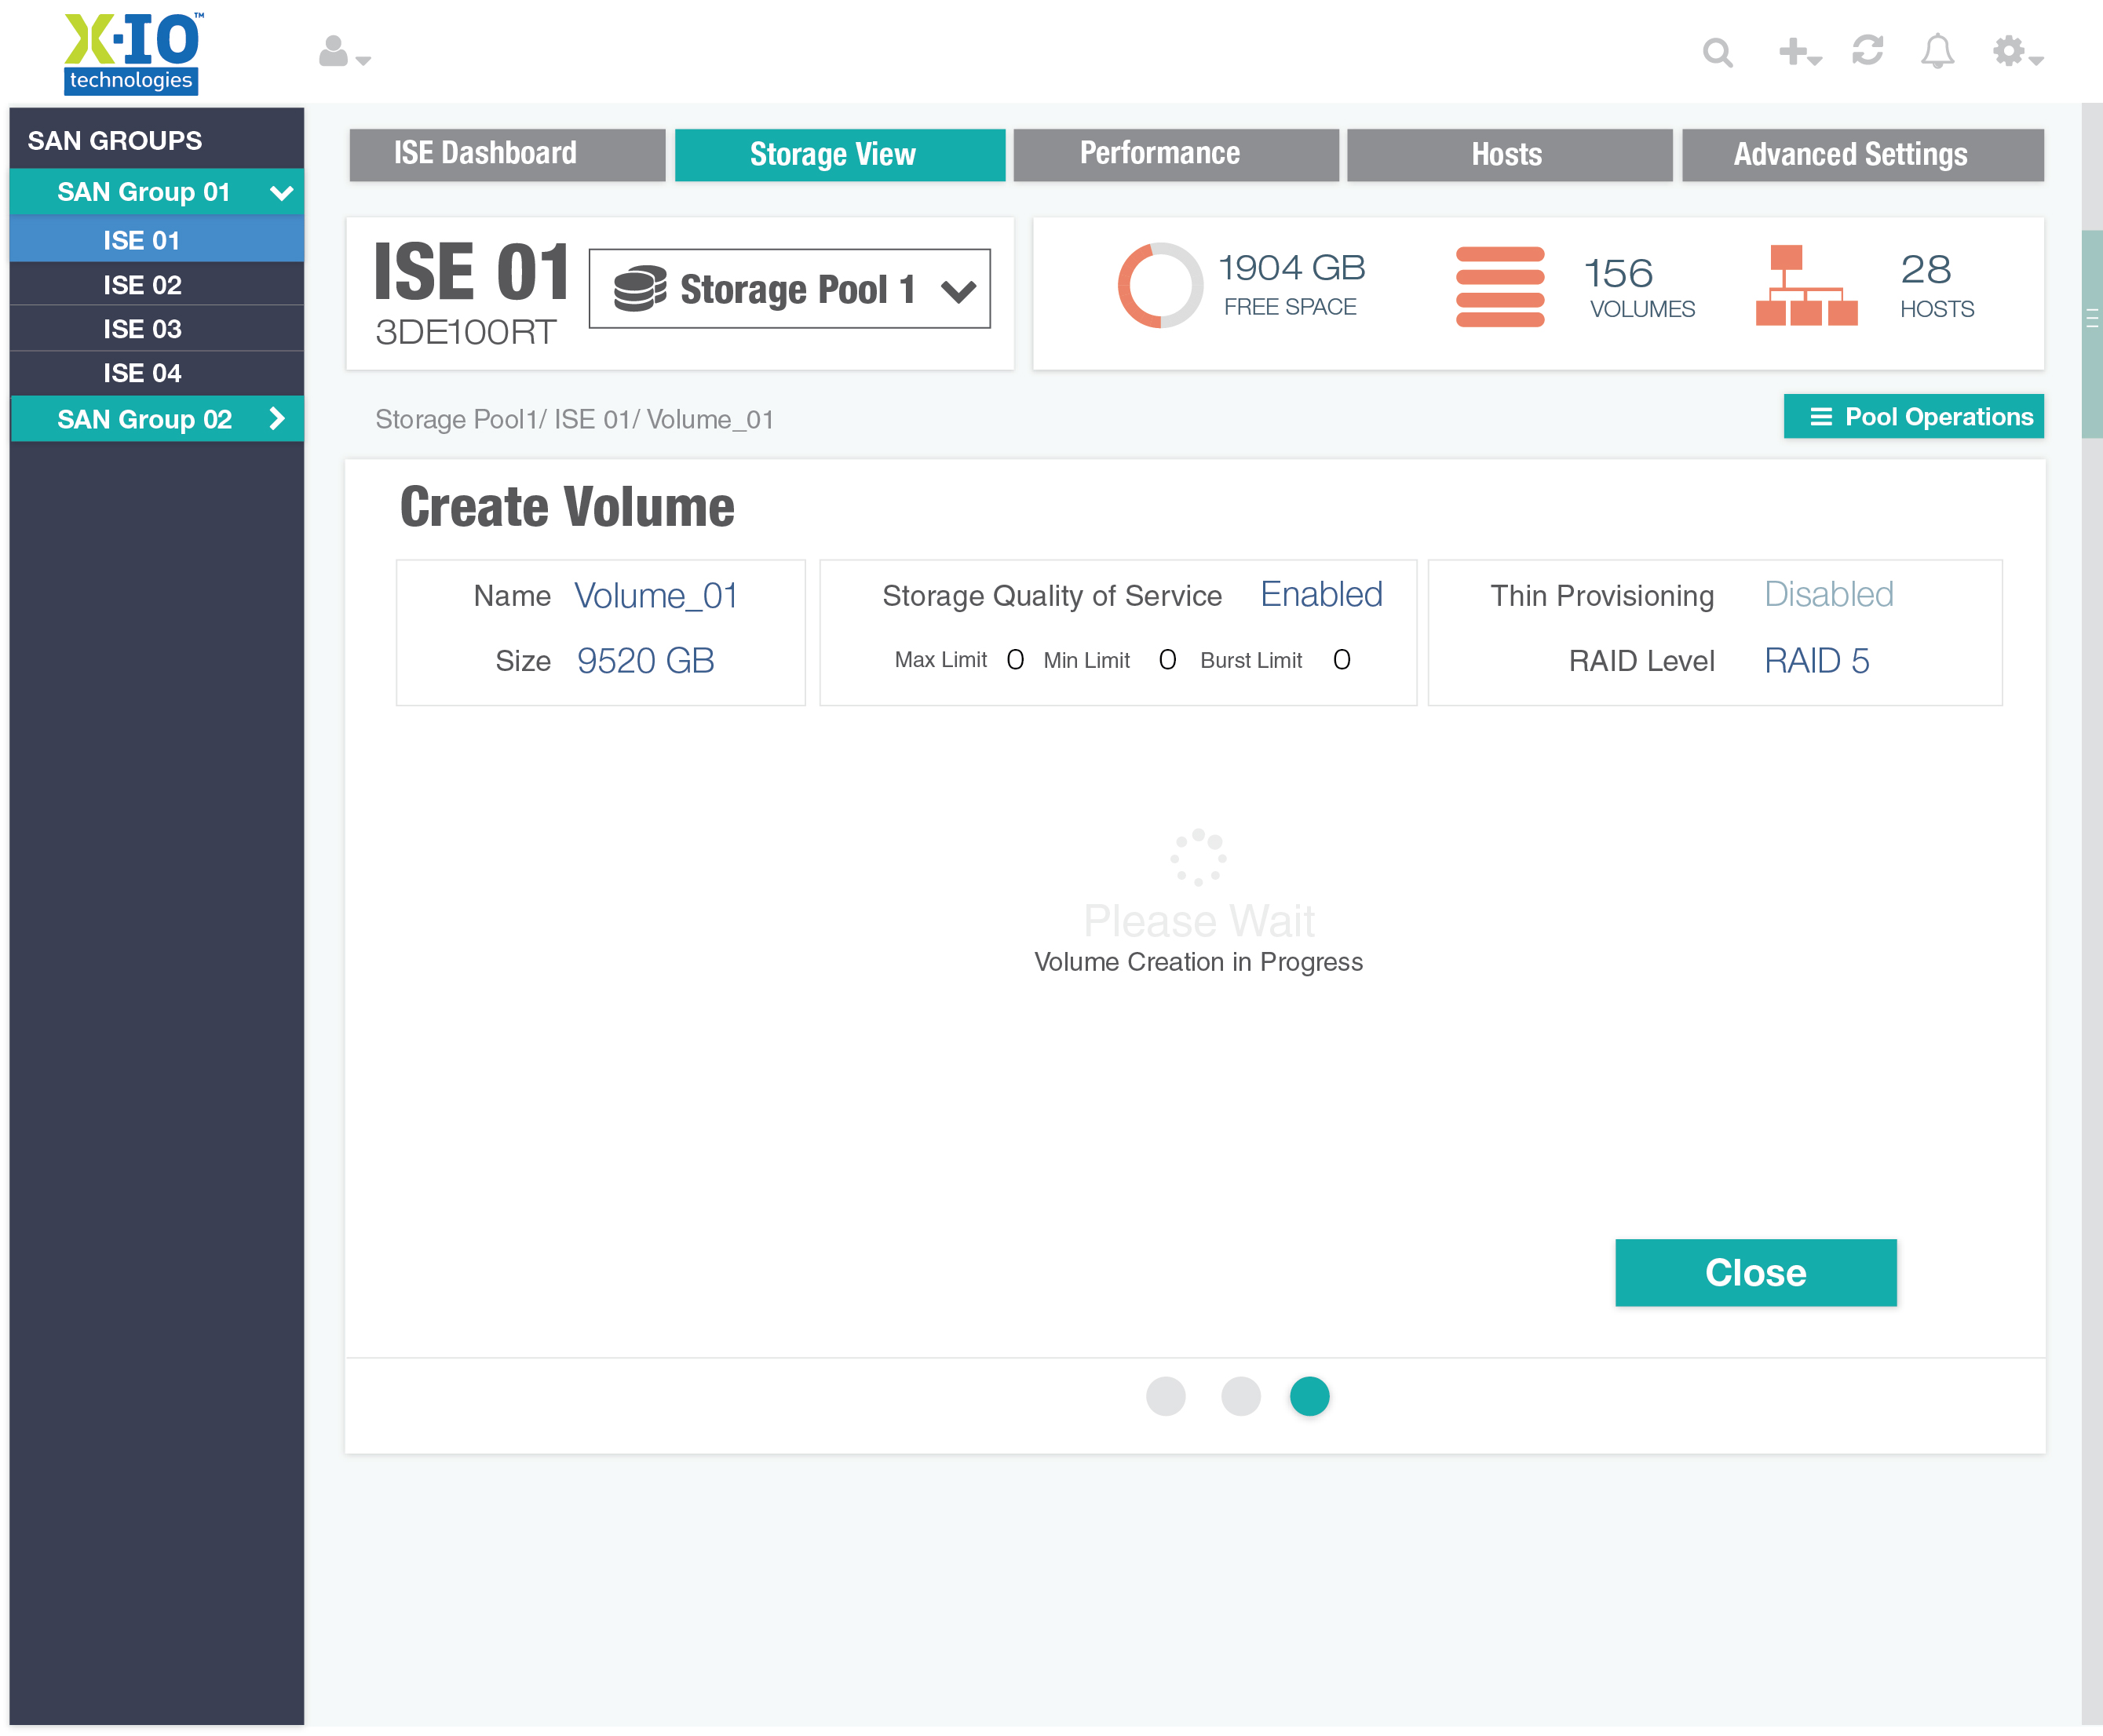 X-IO™
technologies
SAN GROUPS
SAN Group 01
ISE 01
ISE 02
ISE 03
ISE 04
SAN Group 02
ISE Dashboard
Storage View
Performance
Hosts
Advanced Settings
ISE 01
3DE100RT
Storage Pool 1
1904 GB
FREE SPACE
156
VOLUMES
28
HOSTS
Storage Pool1/ ISE 01/ Volume_01
Pool Operations
Create Volume
Name Volume_01
Size 9520 GB
Storage Quality of Service Enabled
Max Limit 0 Min Limit 0 Burst Limit 0
Thin Provisioning Disabled
RAID Level RAID 5
Please Wait
Volume Creation in Progress
Close